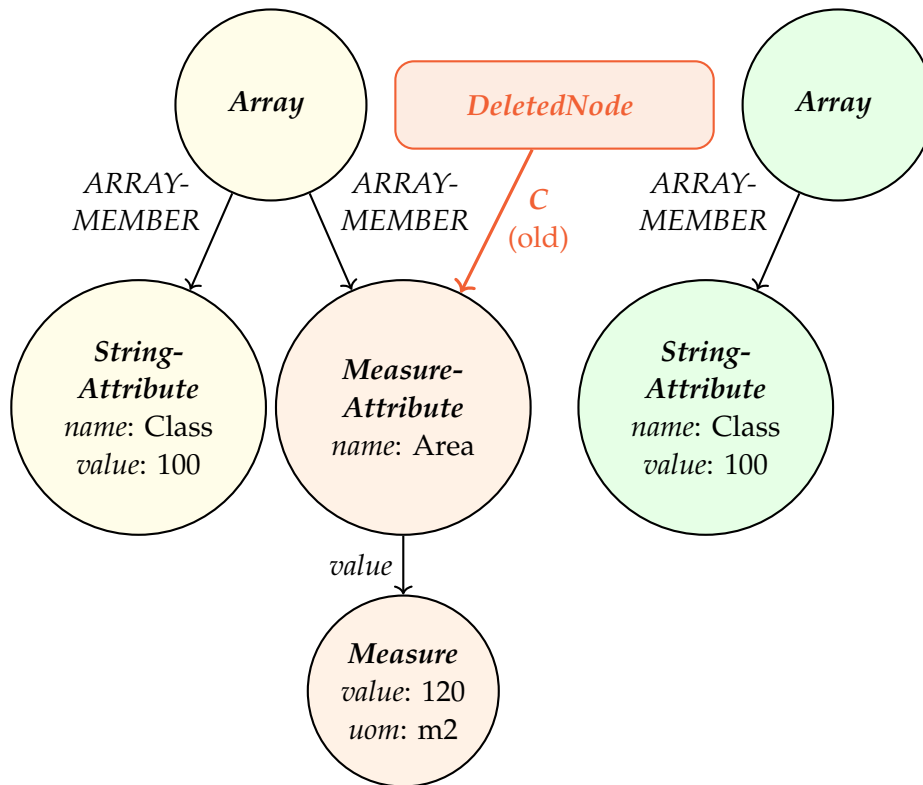 Array
DeletedNode
Array
ARRAY-
MEMBER
ARRAY-
MEMBER
C
(old)
ARRAY-
MEMBER
String-
Attribute
name: Class
value: 100
Measure-
Attribute
name: Area
String-
Attribute
name: Class
value: 100
value
Measure
value: 120
uom: m2